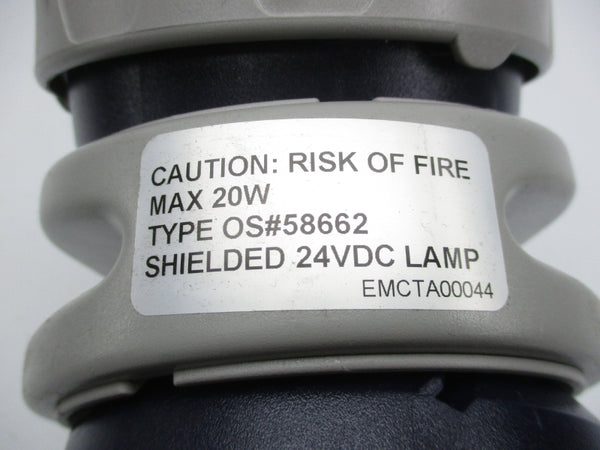 CAUTION: RISK OF FIRE
MAX 20W
TYPE OS#58662
SHIELDED 24VDC LAMP
EMCTA00044